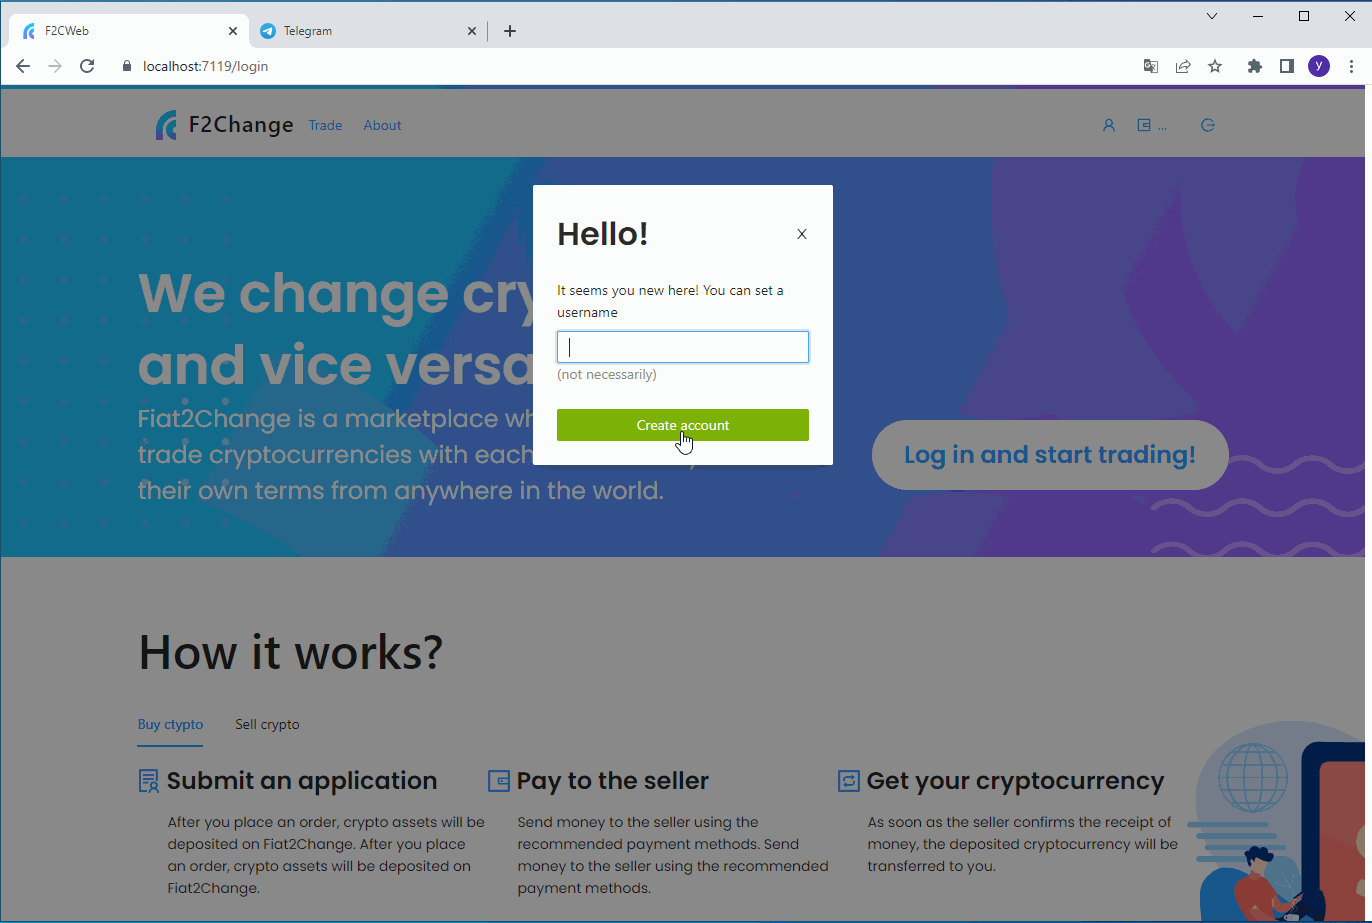 F2CWeb
Telegram
localhost:7119/login
y
F2Change
Trade
About
...
Hello!
It seems you new here! You can set a
username
(not necessarily)
Create account
We change cry
and vice versa
Fiat2Change is a marketplace wh
trade cryptocurrencies with each
their own terms from anywhere in the world.
Log in and start trading!
How it works?
Buy ctypto
Sell crypto
Submit an application
After you place an order, crypto assets will be
deposited on Fiat2Change. After you place
an order, crypto assets will be deposited on
Fiat2Change.
Pay to the seller
Send money to the seller using the
recommended payment methods. Send
money to the seller using the recommended
payment methods.
Get your cryptocurrency
As soon as the seller confirms the receipt of
money, the deposited cryptocurrency will be
transferred to you.